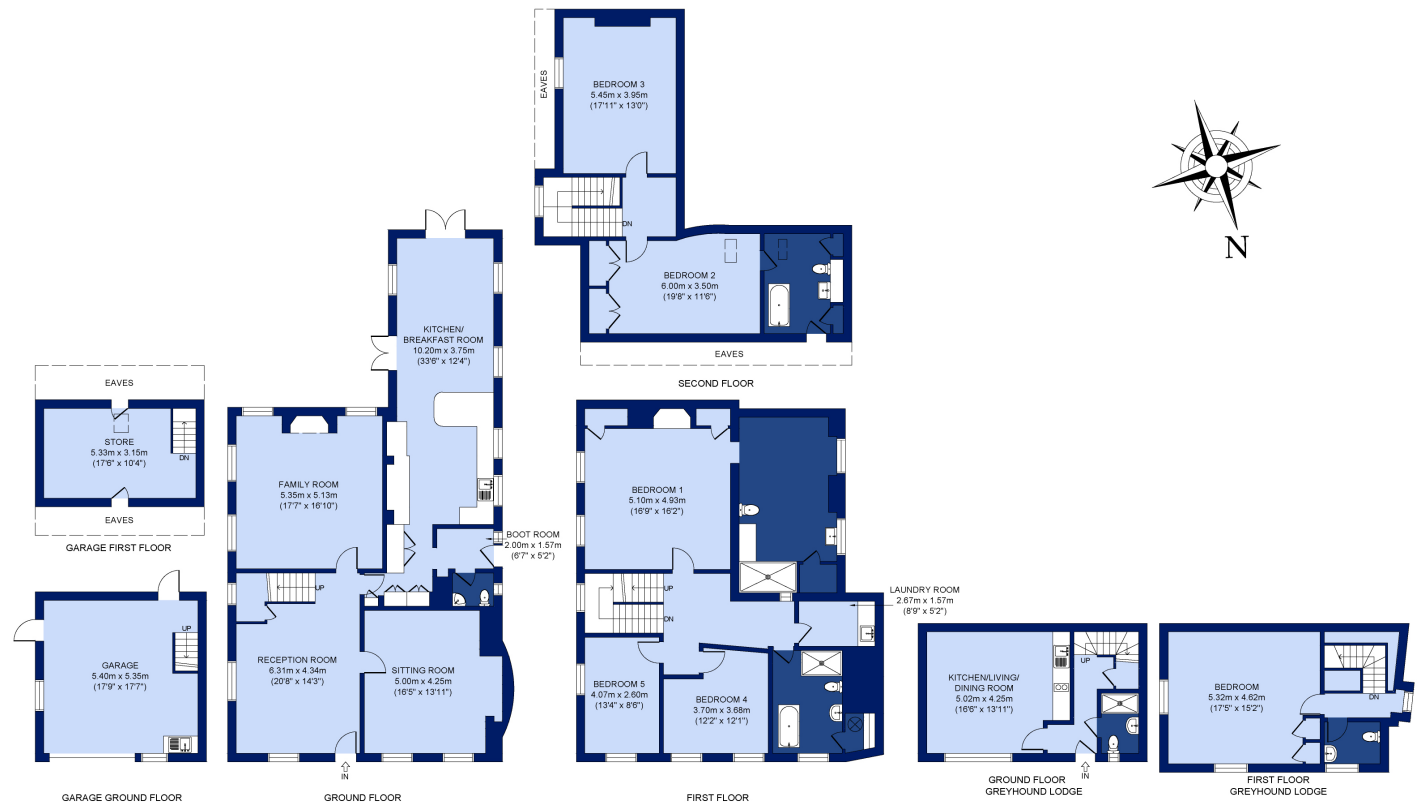 EAVES
BEDROOM 3
5.45m x 3.95m
(17'11" x 13'0")
DN
BEDROOM 2
6.00m x 3.50m
(19'8" x 11'6")
EAVES
SECOND FLOOR
N
EAVES
STORE
5.33m x 3.15m
(17'6" x 10'4")
DN
EAVES
GARAGE FIRST FLOOR
UP
GARAGE
5.40m x 5.35m
(17'9" x 17'7")
GARAGE GROUND FLOOR
KITCHEN/
BREAKFAST ROOM
10.20m x 3.75m
(33'6" x 12'4")
FAMILY ROOM
5.35m x 5.13m
(17'7" x 16'10")
BOOT ROOM
2.00m x 1.57m
(6'7" x 5'2")
UP
RECEPTION ROOM
6.31m x 4.34m
(20'8" x 14'3")
SITTING ROOM
5.00m x 4.25m
(16'5" x 13'11")
IN
GROUND FLOOR
BEDROOM 1
5.10m x 4.93m
(16'9" x 16'2")
UP
DN
LAUNDRY ROOM
2.67m x 1.57m
(8'9" x 5'2")
BEDROOM 5
4.07m x 2.60m
(13'4" x 8'6")
BEDROOM 4
3.70m x 3.68m
(12'2" x 12'1")
FIRST FLOOR
KITCHEN/LIVING/
DINING ROOM
5.02m x 4.25m
(16'6" x 13'11")
UP
IN
GROUND FLOOR
GREYHOUND LODGE
BEDROOM
5.32m x 4.62m
(17'5" x 15'2")
DN
FIRST FLOOR
GREYHOUND LODGE